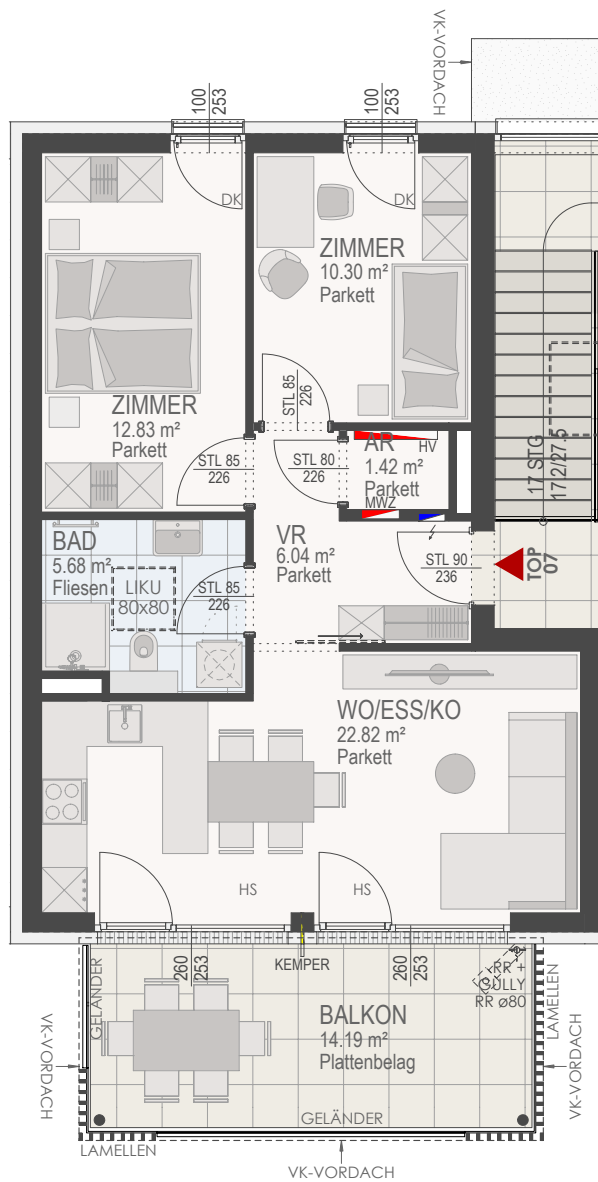 VK-VORDACH
100
253
100
253
DK
DK
ZIMMER
10.30 m²
Parkett
ZIMMER
12.83 m²
Parkett
STL 85
226
STL 85
226
STL 80
226
AR
HV
1.42 m²
Parkett
MWZ
17 STG
17.2/27.5
BAD
5.68 m²
Fliesen
LIKU
80x80
STL 85
226
VR
6.04 m²
Parkett
STL 90
236
TOP
07
WO/ESS/KO
22.82 m²
Parkett
HS
HS
260
253
KEMPER
260
253
GELÄNDER
RR +
GULLY
RR ø80
LAMELLEN
BALKON
14.19 m²
Plattenbelag
VK-VORDACH
VK-VORDACH
GELÄNDER
LAMELLEN
VK-VORDACH